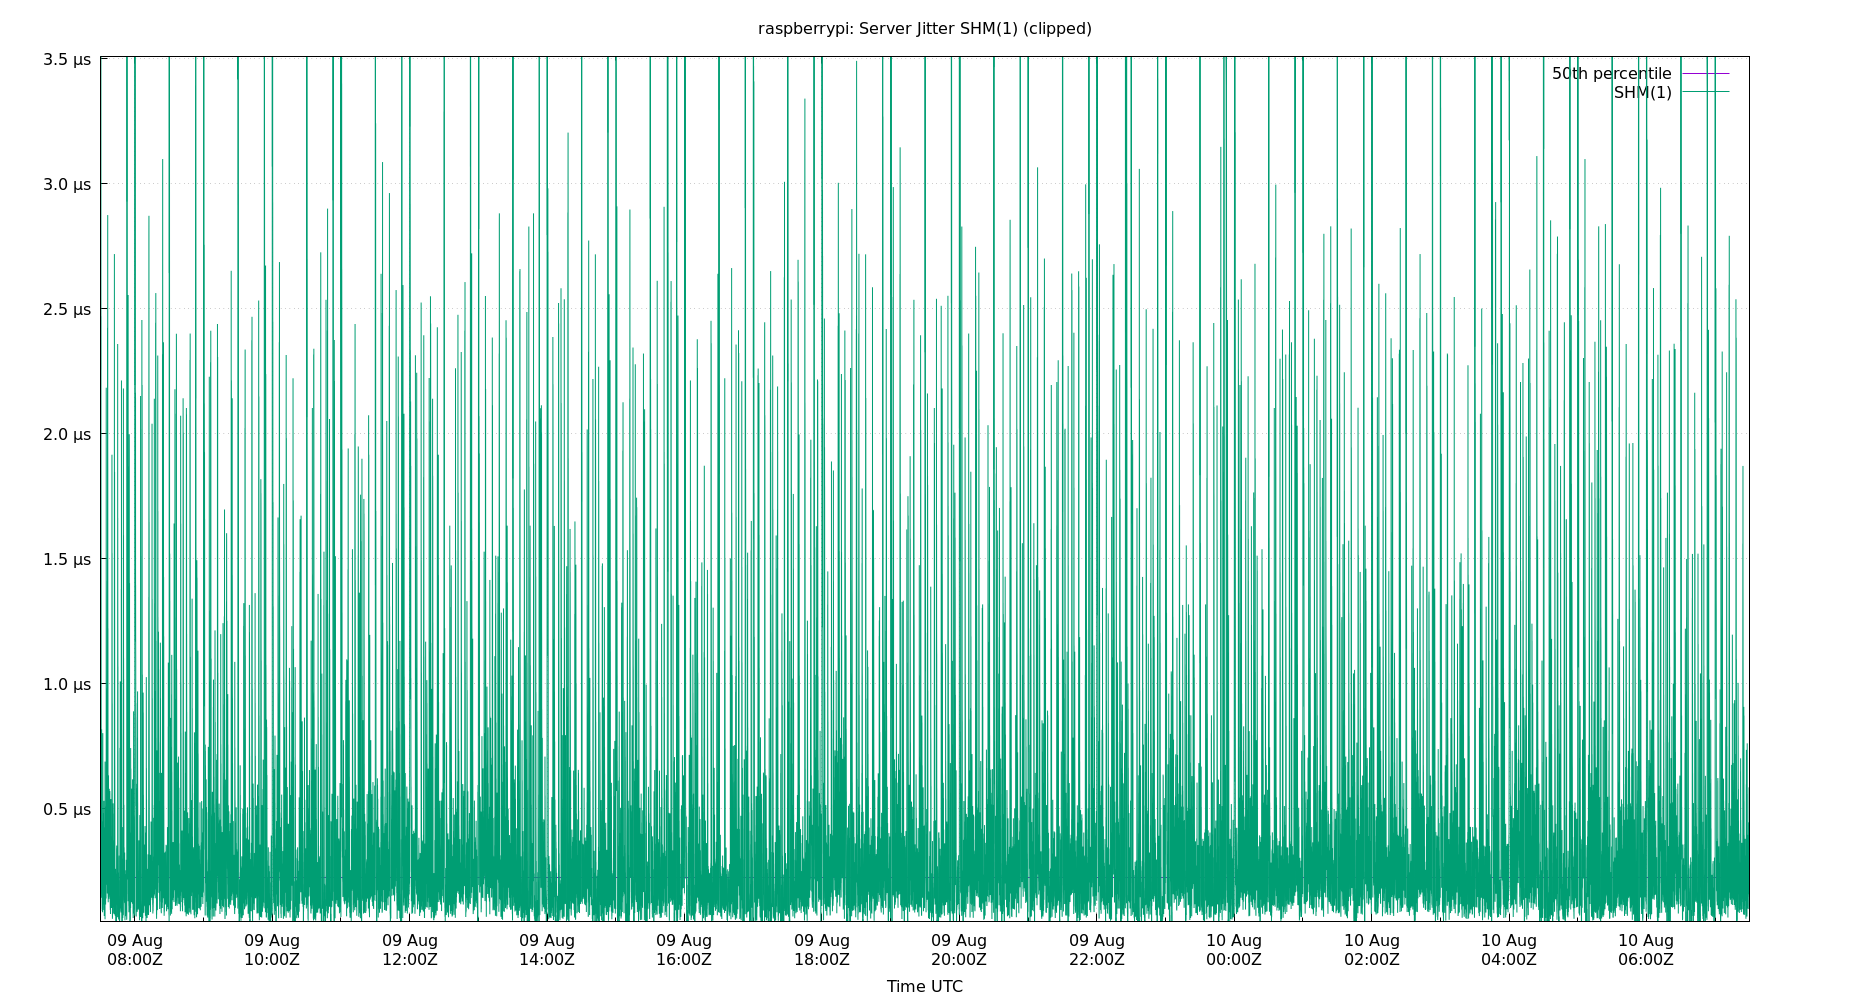 raspberrypi: Server Jitter SHM(1) (clipped)
3.5 μs
50th percentile
SHM(1)
3.0 μs
2.5 μs
2.0 μs
1.5 μs
1.0 μs
0.5 μs
09 Aug 09 Aug 09 Aug 09 Aug 09 Aug 09 Aug 09 Aug 09 Aug 10 Aug 10 Aug 10 Aug 10 Aug
08:00Z 10:00Z 12:00Z 14:00Z 16:00Z 18:00Z 20:00Z 22:00Z 00:00Z 02:00Z 04:00Z 06:00Z
Time UTC